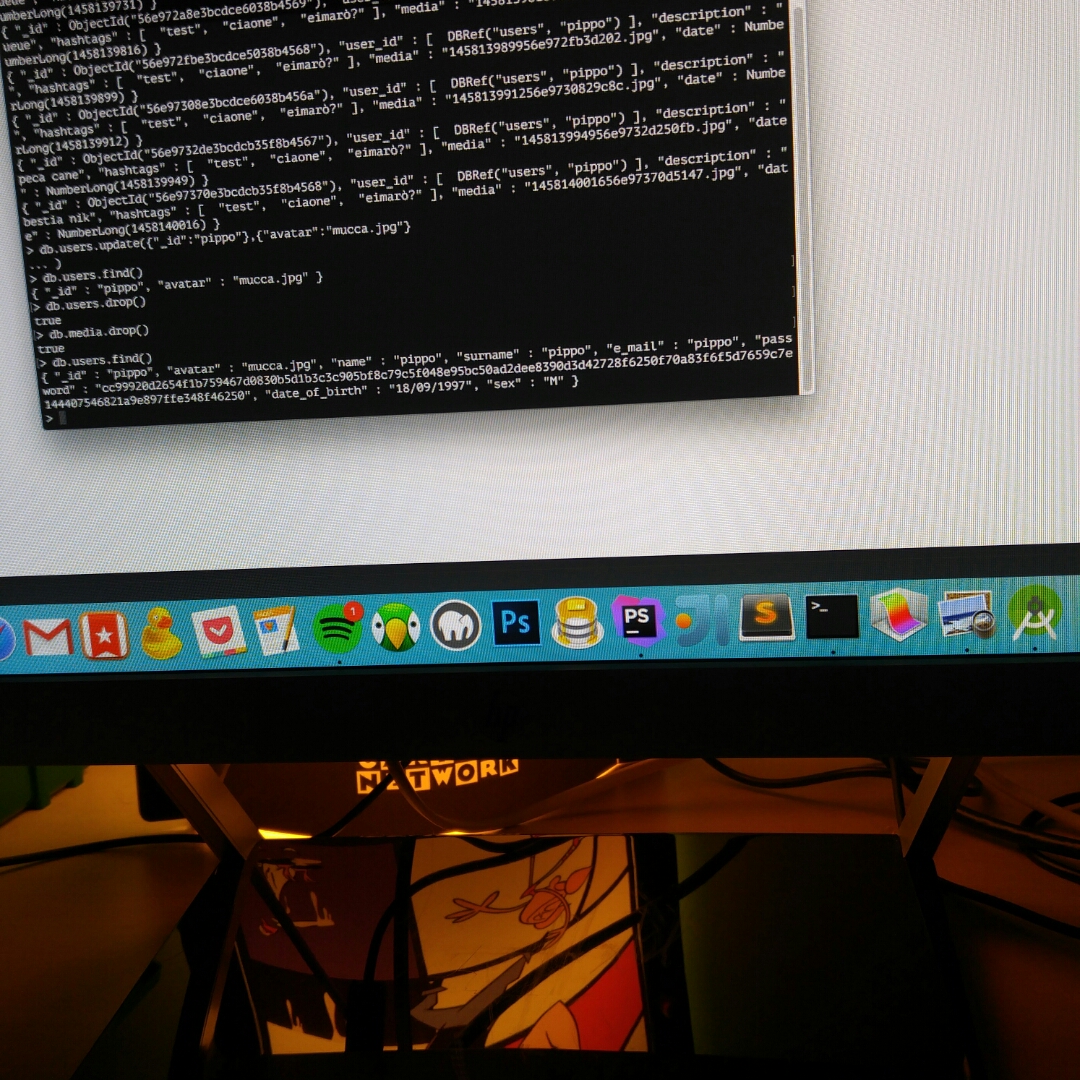 umberLong(1458139731) }
{ "_id" : ObjectId("56e972a8e3bcdce6038b4569"),
ueue", "hashtags" : [ "test", "ciaone", "eimarò?" ], "media" :
umberLong(1458139816) }
{ "_id" : ObjectId("56e972fbe3bcdce5038b4568"), "user_id" : [ DBRef("users", "pippo") ], "description" : "
", "hashtags" : [ "test", "ciaone", "eimarò?" ], "media" : "145813989956e972fb3d202.jpg", "date" : Numbe
rLong(1458139899) }
{ "_id" : ObjectId("56e97308e3bcdce6038b456a"), "user_id" : [ DBRef("users", "pippo") ], "description" : "
", "hashtags" : [ "test", "ciaone", "eimarò?" ], "media" : "145813991256e9730829c8c.jpg", "date" : Numbe
rLong(1458139912) }
{ "_id" : ObjectId("56e9732de3bcdcb35f8b4567"), "user_id" : [ DBRef("users", "pippo") ], "description" : "
peca cane", "hashtags" : [ "test", "ciaone", "eimarò?" ], "media" : "145813994956e9732d250fb.jpg", "date
" : NumberLong(1458139949) }
{ "_id" : ObjectId("56e97370e3bcdcb35f8b4568"), "user_id" : [ DBRef("users", "pippo") ], "description" : "
bestia nik", "hashtags" : [ "test", "ciaone", "eimarò?" ], "media" : "145814001656e97370d5147.jpg", "dat
e" : NumberLong(1458140016) }
> db.users.update({"_id":"pippo"},{"avatar":"mucca.jpg"}
... )
> db.users.find()
{ "_id" : "pippo", "avatar" : "mucca.jpg" }
> db.users.drop()
true
> db.media.drop()
true
> db.users.find()
{ "_id" : "pippo", "avatar" : "mucca.jpg", "name" : "pippo", "surname" : "pippo", "e_mail" : "pippo", "pass
word" : "cc99920d2654f1b759467d0830b5d1b3c3c905bf8c79c5f048e95bc50ad2dee8390d3d42728f6250f70a83f6f5d7659c7e
144407546821a9e897ffe348f46250", "date_of_birth" : "18/09/1997", "sex" : "M" }
>
1
Ps
PS
S
>_
NETWORK